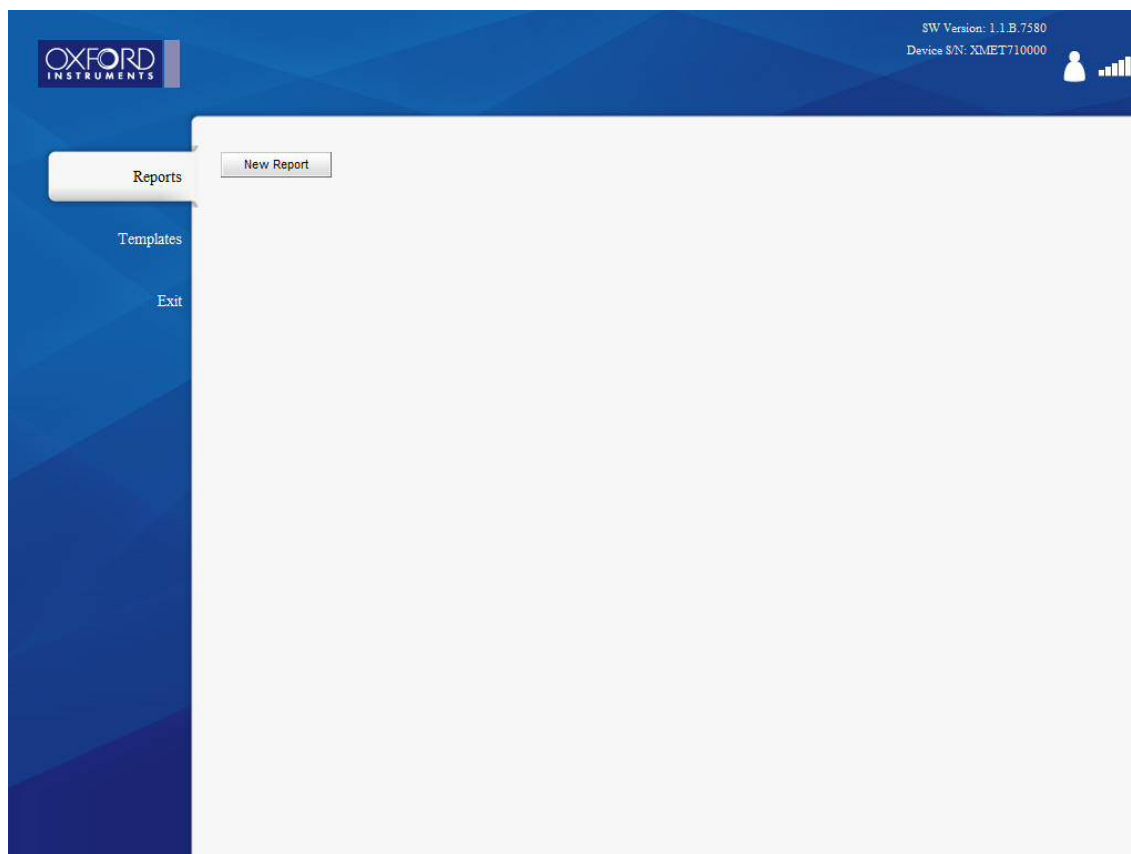 OXFORD
INSTRUMENTS
SW Version: 1.1.B.7580
Device S/N: XMET710000
Reports
New Report
Templates
Exit